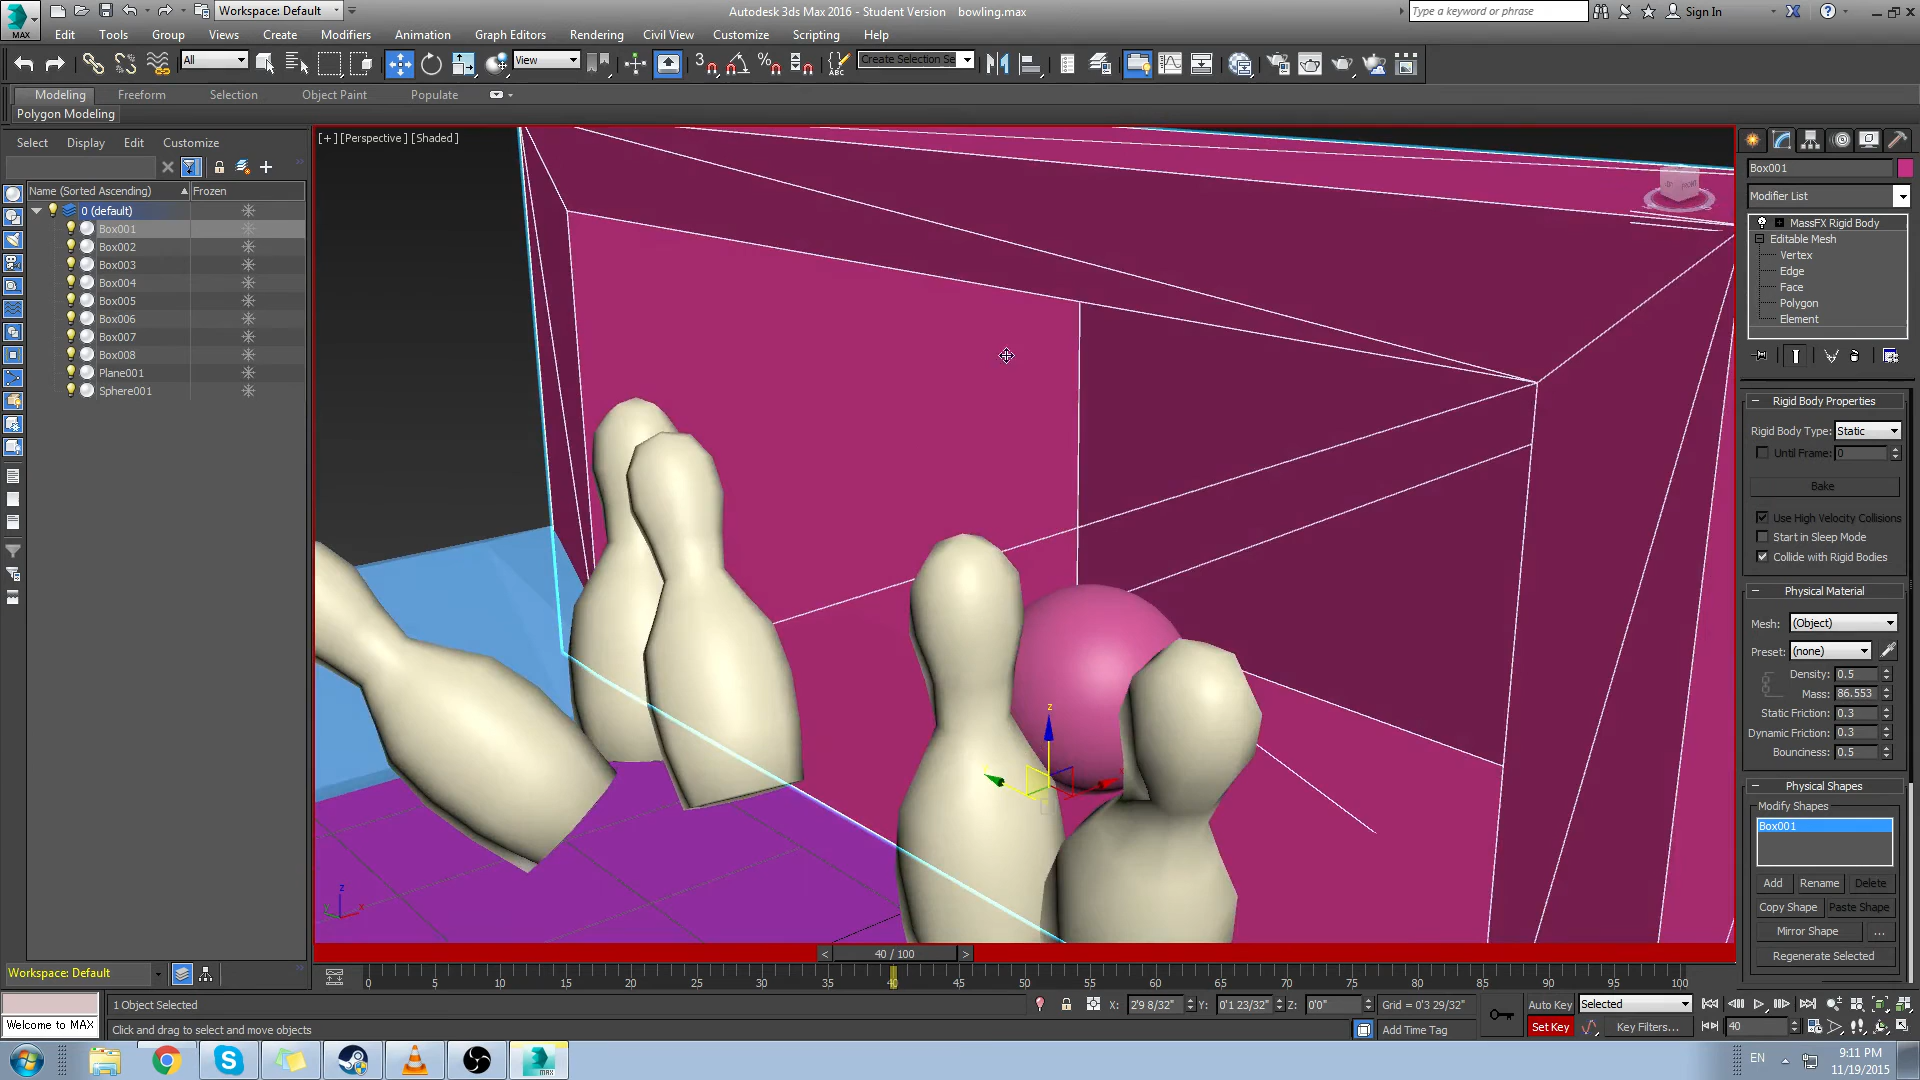 Workspace: Default
Autodesk 3ds Max 2016 - Student Version bowling.max
Type a keyword or phrase
Sign In
MAX
Edit Tools Group Views Create Modifiers Animation Graph Editors Rendering Civil View Customize Scripting Help
All
View
3
ABC
Create Selection Se
Modeling Freeform Selection Object Paint Populate
Polygon Modeling
Select Display Edit Customize
Name (Sorted Ascending) Frozen
0 (default)
Box001
Box002
Box003
Box004
Box005
Box006
Box007
Box008
Plane001
Sphere001
[+] [Perspective] [Shaded]
z
z
x
Box001
Modifier List
MassFX Rigid Body
Editable Mesh
Vertex
Edge
Face
Polygon
Element
Rigid Body Properties
Rigid Body Type: Static
Until Frame: 0
Bake
Use High Velocity Collisions
Start in Sleep Mode
Collide with Rigid Bodies
Physical Material
Mesh: (Object)
Preset: (none)
Density: 0.5
Mass: 86.553
Static Friction: 0.3
Dynamic Friction: 0.3
Bounciness: 0.5
Physical Shapes
Modify Shapes
Box001
Add Rename Delete
Copy Shape Paste Shape
Mirror Shape ...
Regenerate Selected
< 40 / 100 >
Workspace: Default
0 5 10 15 20 25 30 35 40 45 50 55 60 65 70 75 80 85 90 95 100
1 Object Selected
X: 2'9 8/32" Y: 0'1 23/32" Z: 0'0" Grid = 0'3 29/32"
Auto Key Selected
Welcome to MAX
Click and drag to select and move objects
Add Time Tag
Set Key Key Filters... 40
MAX
EN
9:11 PM
11/19/2015